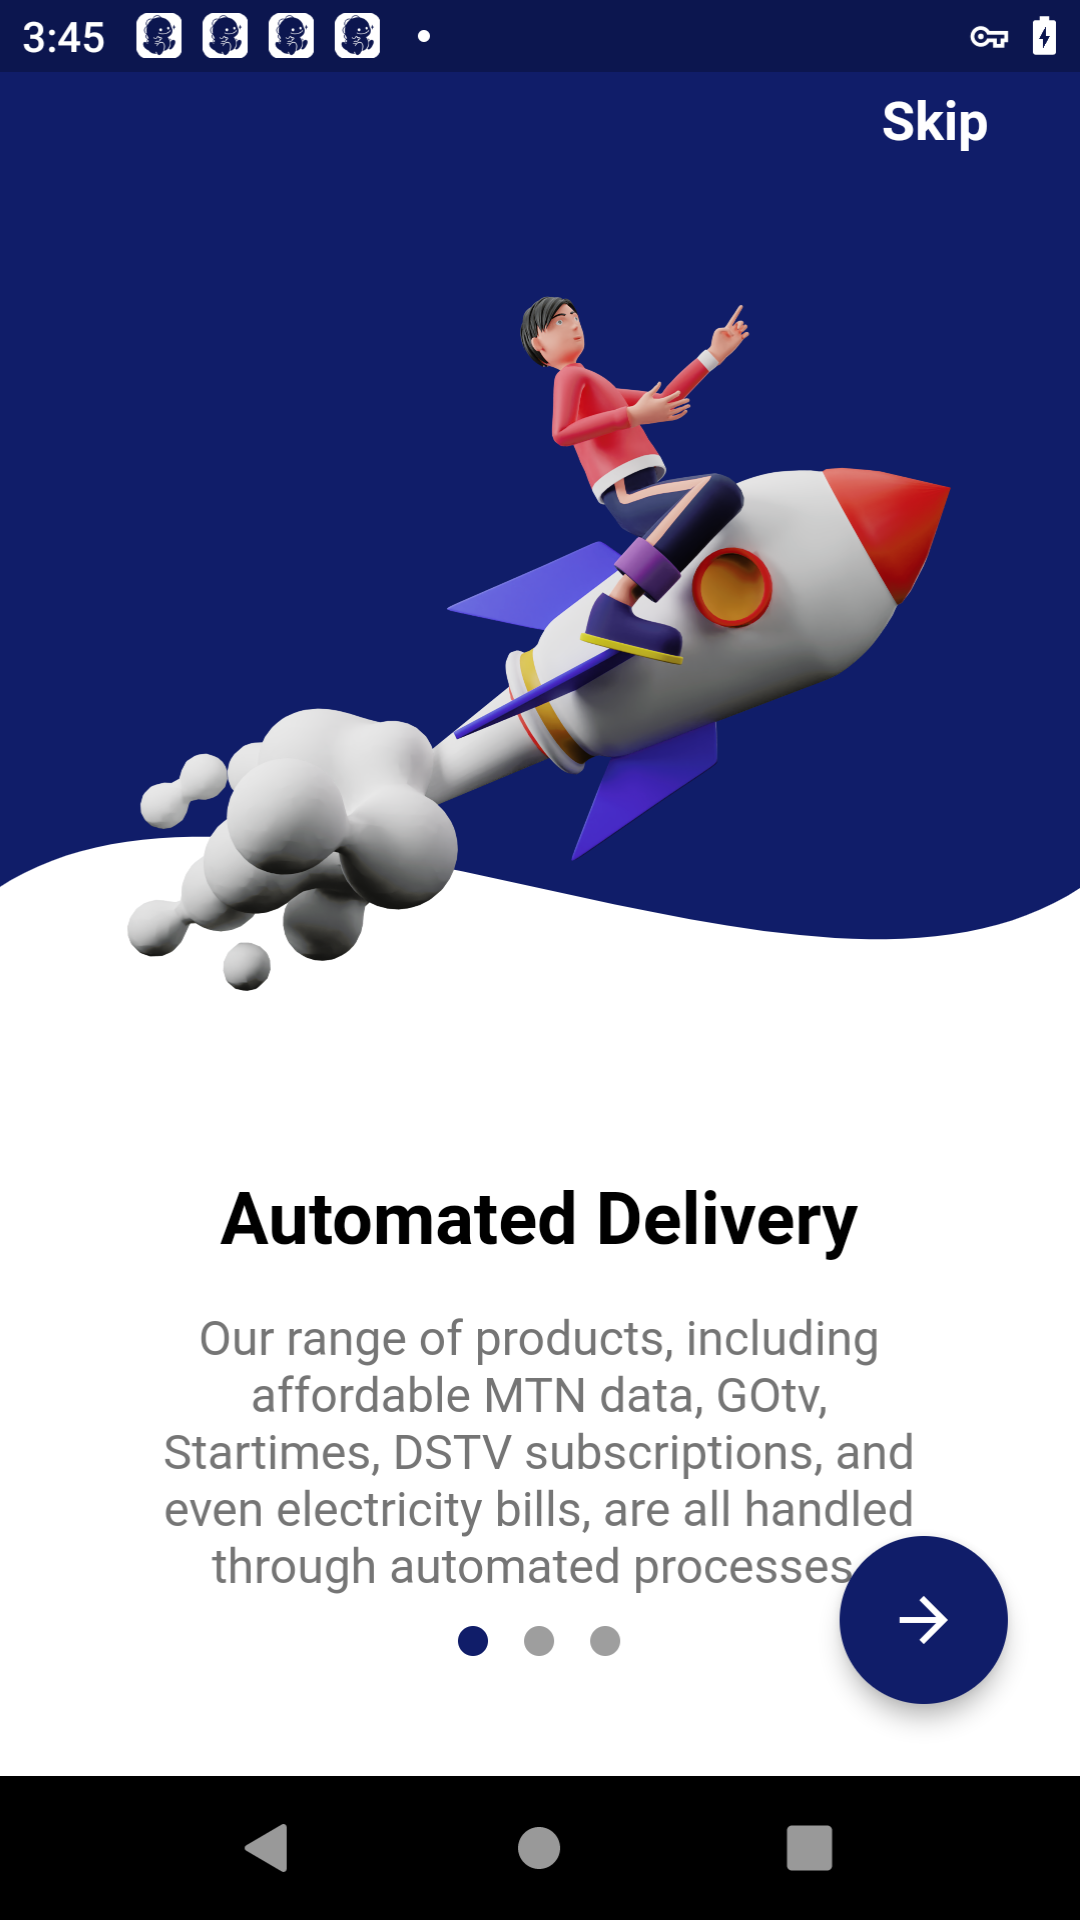 3:45
Skip
Automated Delivery
Our range of products, including
affordable MTN data, GOtv,
Startimes, DSTV subscriptions, and
even electricity bills, are all handled
through automated processes